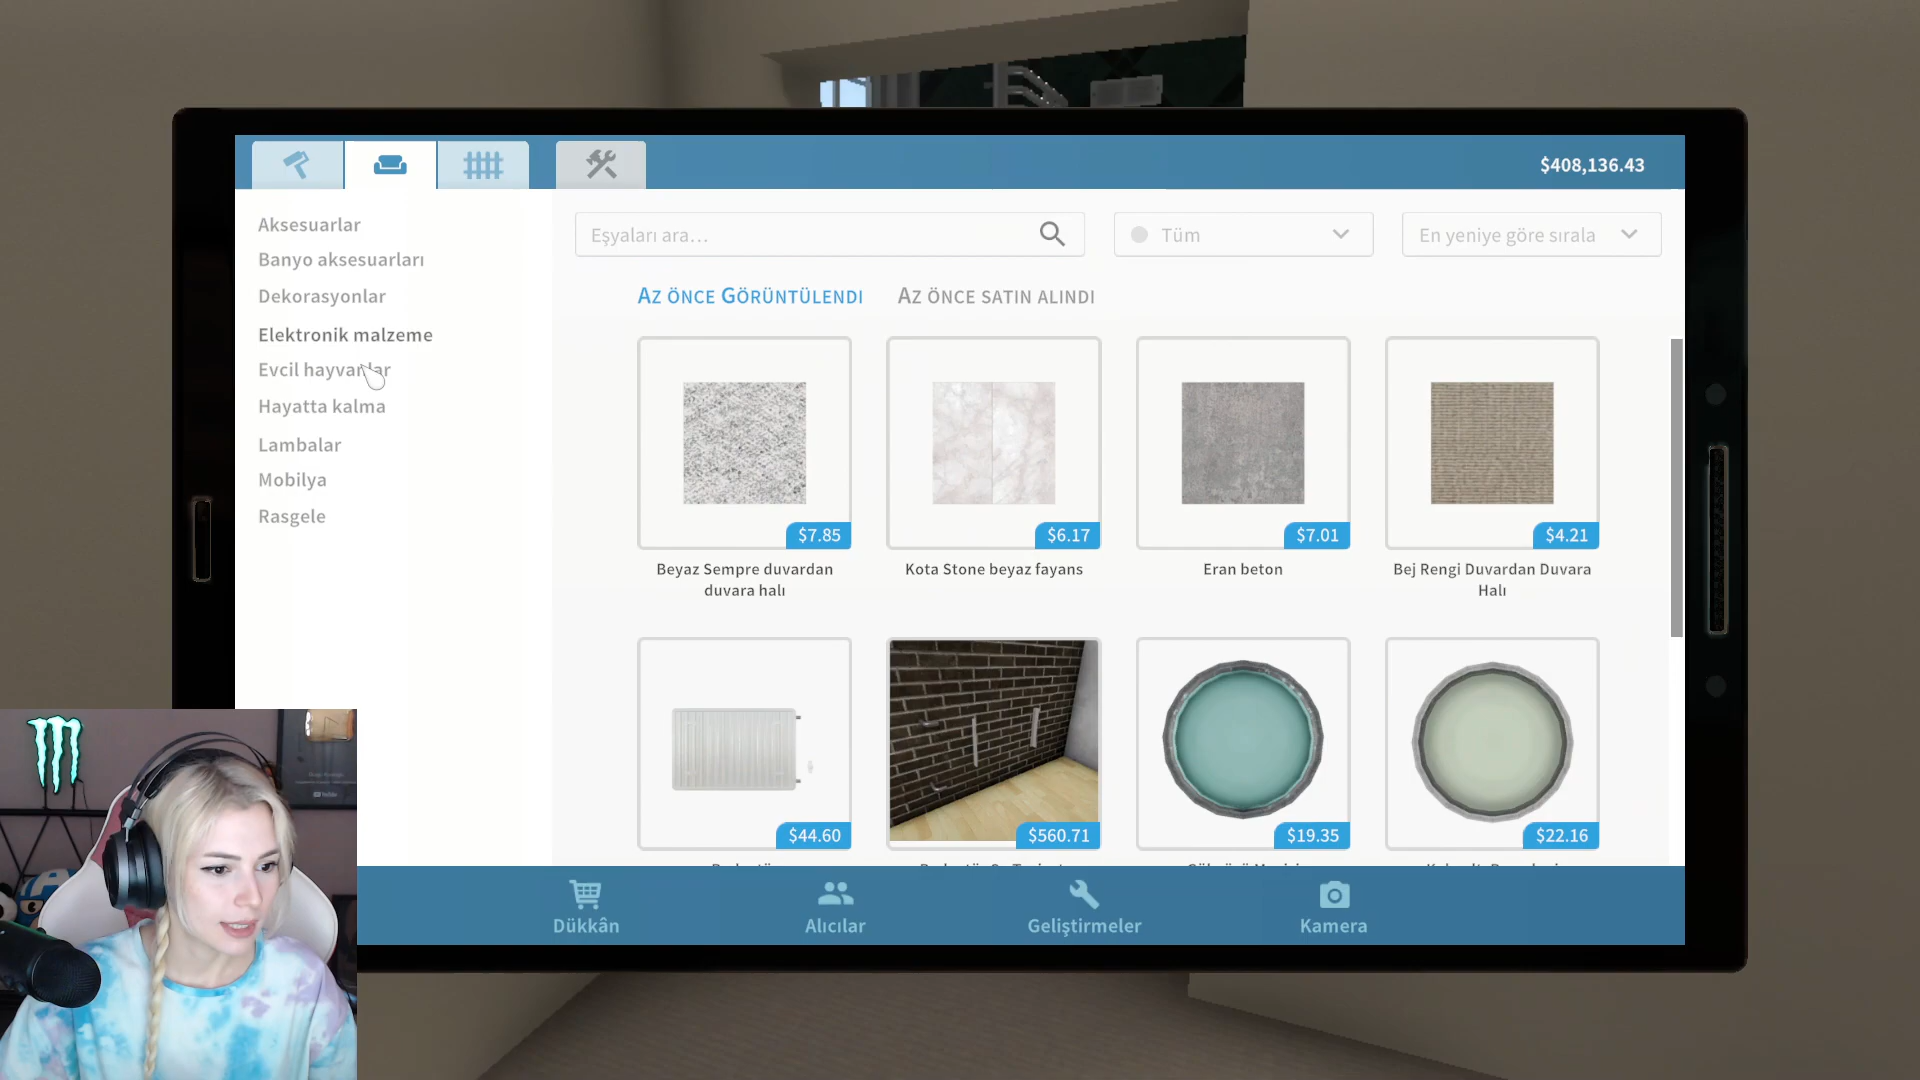 $408,136.43
Aksesuarlar
Banyo aksesuarları
Dekorasyonlar
Elektronik malzeme
Evcil hayvanlar
Hayatta kalma
Lambalar
Mobilya
Rasgele
Eşyaları ara...
Tüm
En yeniye göre sırala
AZ ÖNCE GÖRÜNTÜLENDI
AZ ÖNCE SATIN ALINDI
$7.85
$6.17
$7.01
$4.21
Beyaz Sempre duvardan
duvara halı
Kota Stone beyaz fayans
Eran beton
Bej Rengi Duvardan Duvara
Halı
$44.60
$560.71
$19.35
$22.16
Dükkân
Alıcılar
Geliştirmeler
Kamera